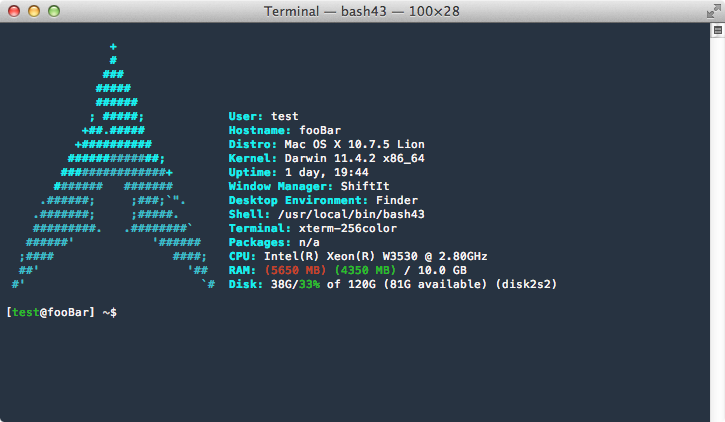 Terminal — bash43 — 100×28
+
#
###
#####
######
; #####;
User: test
+##.#####
Hostname: fooBar
+##########
Distro: Mac OS X 10.7.5 Lion
#############;
Kernel: Darwin 11.4.2 x86_64
###############+
Uptime: 1 day, 19:44
#######   #######
Window Manager: ShiftIt
.######;     ;###;`".
Desktop Environment: Finder
.#######;     ;#####.
Shell: /usr/local/bin/bash43
#########.   .########`
Terminal: xterm-256color
######'           '######
Packages: n/a
;####                 ####;
CPU: Intel(R) Xeon(R) W3530 @ 2.80GHz
##'                     '##
RAM: (5650 MB) (4350 MB) / 10.0 GB
#'                         `#
Disk: 38G/33% of 120G (81G available) (disk2s2)
[test@fooBar] ~$